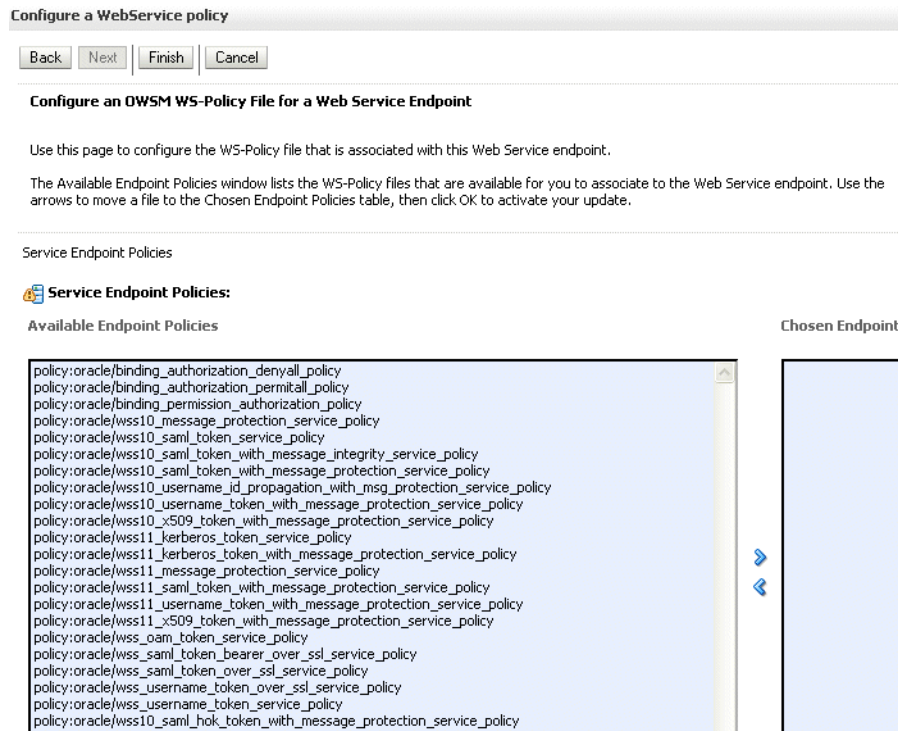 Configure a WebService policy
Back Next Finish Cancel
Configure an OWSM WS-Policy File for a Web Service Endpoint
Use this page to configure the WS-Policy file that is associated with this Web Service endpoint.
The Available Endpoint Policies window lists the WS-Policy files that are available for you to associate to the Web Service endpoint. Use the
arrows to move a file to the Chosen Endpoint Policies table, then click OK to activate your update.
Service Endpoint Policies
Service Endpoint Policies:
Available Endpoint Policies
Chosen Endpoint
policy:oracle/binding_authorization_denyall_policy
policy:oracle/binding_authorization_permitall_policy
policy:oracle/binding_permission_authorization_policy
policy:oracle/wss10_message_protection_service_policy
policy:oracle/wss10_saml_token_service_policy
policy:oracle/wss10_saml_token_with_message_integrity_service_policy
policy:oracle/wss10_saml_token_with_message_protection_service_policy
policy:oracle/wss10_username_id_propagation_with_msg_protection_service_policy
policy:oracle/wss10_username_token_with_message_protection_service_policy
policy:oracle/wss10_x509_token_with_message_protection_service_policy
policy:oracle/wss11_kerberos_token_service_policy
policy:oracle/wss11_kerberos_token_with_message_protection_service_policy
policy:oracle/wss11_message_protection_service_policy
policy:oracle/wss11_saml_token_with_message_protection_service_policy
policy:oracle/wss11_username_token_with_message_protection_service_policy
policy:oracle/wss11_x509_token_with_message_protection_service_policy
policy:oracle/wss_oam_token_service_policy
policy:oracle/wss_saml_token_bearer_over_ssl_service_policy
policy:oracle/wss_saml_token_over_ssl_service_policy
policy:oracle/wss_username_token_over_ssl_service_policy
policy:oracle/wss_username_token_service_policy
policy:oracle/wss10_saml_hok_token_with_message_protection_service_policy